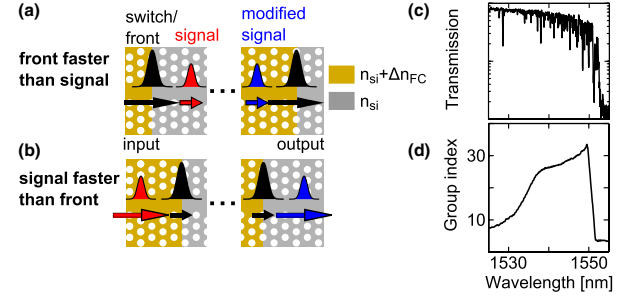 (a)
switch/
front
signal
modified
signal
front faster
than signal
n_si+Δn_FC
n_si
(b)
input
output
signal faster
than front
(c)
Transmission
(d)
Group index
30
10
1530
1550
Wavelength [nm]